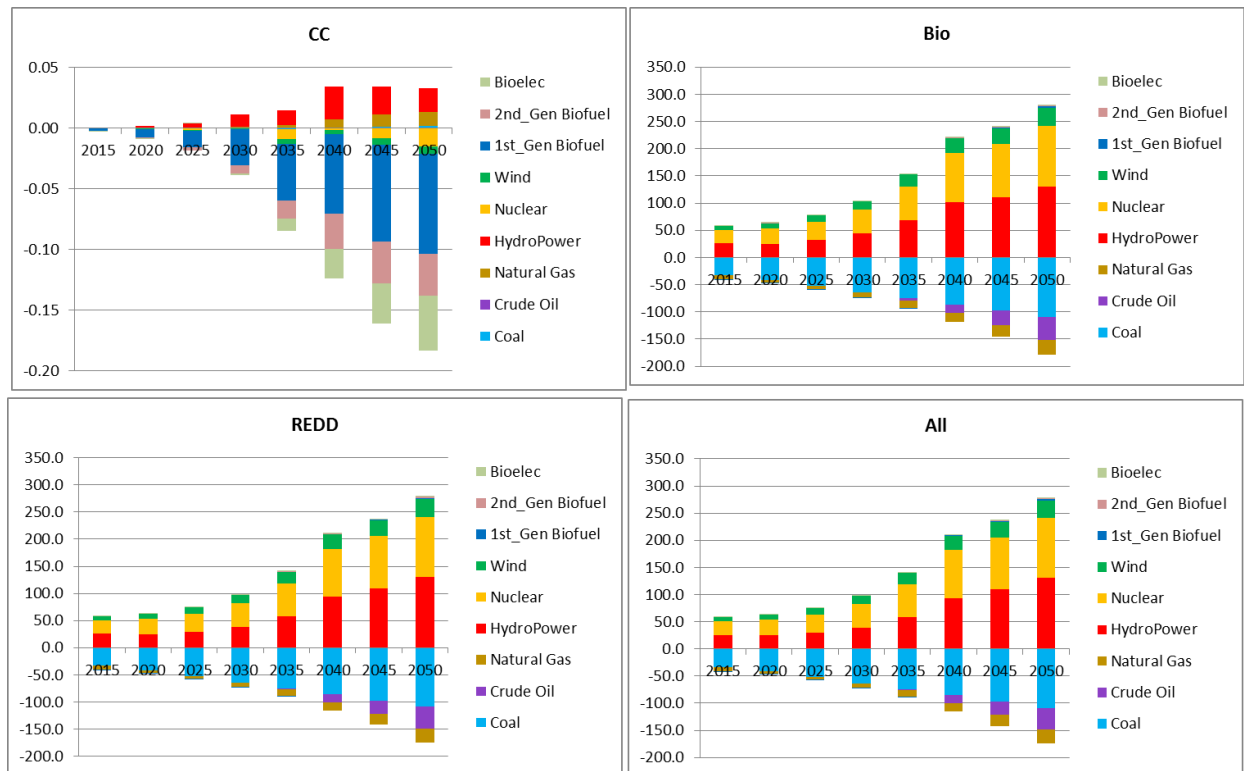 CC
0.05
0.00
-0.05
-0.10
-0.15
-0.20
2015 2020 2025 2030 2035 2040 2045 2050
Bioelec
2nd_Gen Biofuel
1st_Gen Biofuel
Wind
Nuclear
HydroPower
Natural Gas
Crude Oil
Coal
Bio
350.0
300.0
250.0
200.0
150.0
100.0
50.0
0.0
-50.0
-100.0
-150.0
-200.0
2015 2020 2025 2030 2035 2040 2045 2050
Bioelec
2nd_Gen Biofuel
1st_Gen Biofuel
Wind
Nuclear
HydroPower
Natural Gas
Crude Oil
Coal
REDD
350.0
300.0
250.0
200.0
150.0
100.0
50.0
0.0
-50.0
-100.0
-150.0
-200.0
2015 2020 2025 2030 2035 2040 2045 2050
Bioelec
2nd_Gen Biofuel
1st_Gen Biofuel
Wind
Nuclear
HydroPower
Natural Gas
Crude Oil
Coal
All
350.0
300.0
250.0
200.0
150.0
100.0
50.0
0.0
-50.0
-100.0
-150.0
-200.0
2015 2020 2025 2030 2035 2040 2045 2050
Bioelec
2nd_Gen Biofuel
1st_Gen Biofuel
Wind
Nuclear
HydroPower
Natural Gas
Crude Oil
Coal